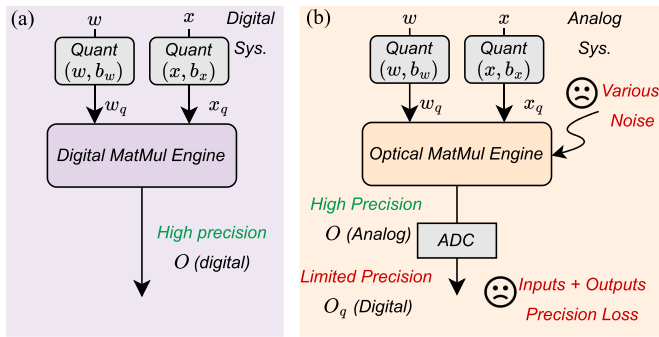 (a)
w
x
Digital
Sys.
Quant
(w, b_w)
Quant
(x, b_x)
w_q
x_q
Digital MatMul Engine
High precision
O (digital)
(b)
w
x
Analog
Sys.
Quant
(w, b_w)
Quant
(x, b_x)
w_q
x_q
Various
Noise
Optical MatMul Engine
High Precision
O (Analog)
ADC
Limited Precision
O_q (Digital)
Inputs + Outputs
Precision Loss